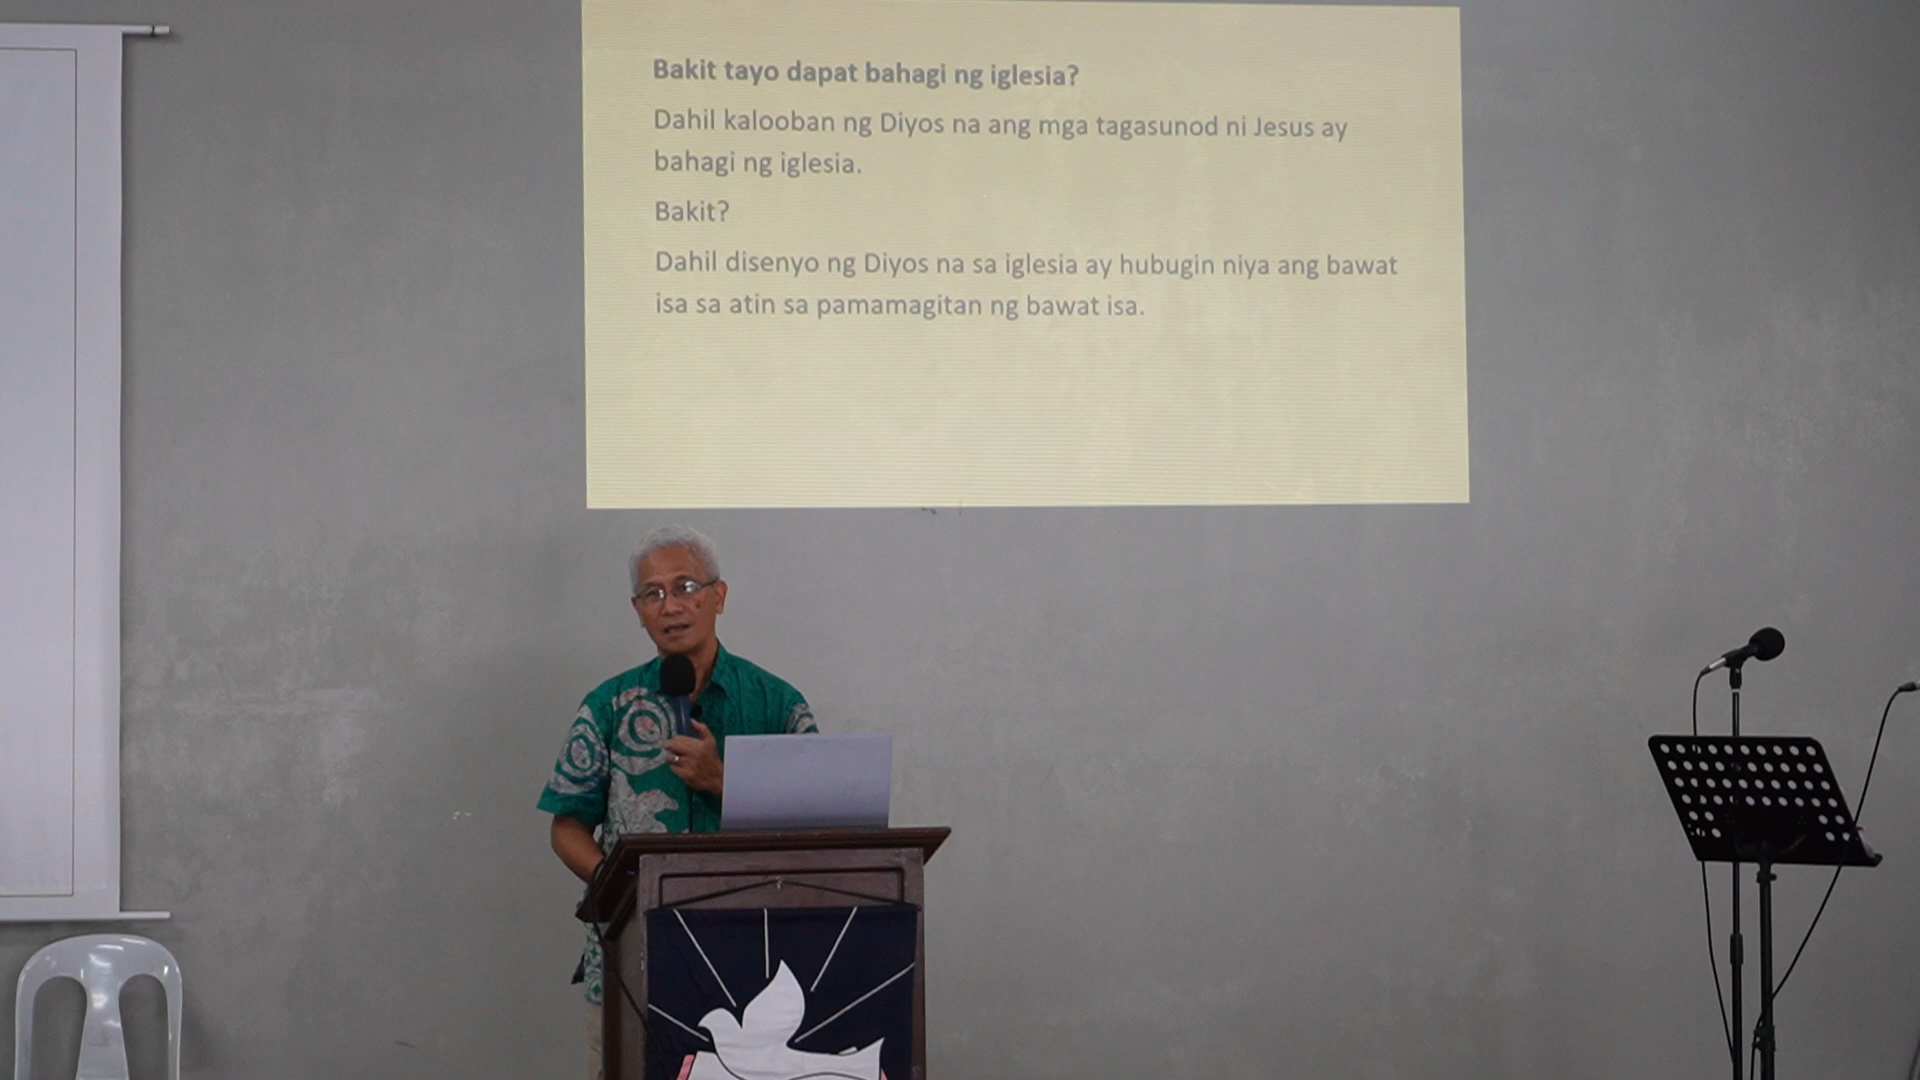 Bakit tayo dapat bahagi ng iglesia?
Dahil kalooban ng Diyos na ang mga tagasunod ni Jesus ay
bahagi ng iglesia.
Bakit?
Dahil disenyo ng Diyos na sa iglesia ay hubugin niya ang bawat
isa sa atin sa pamamagitan ng bawat isa.